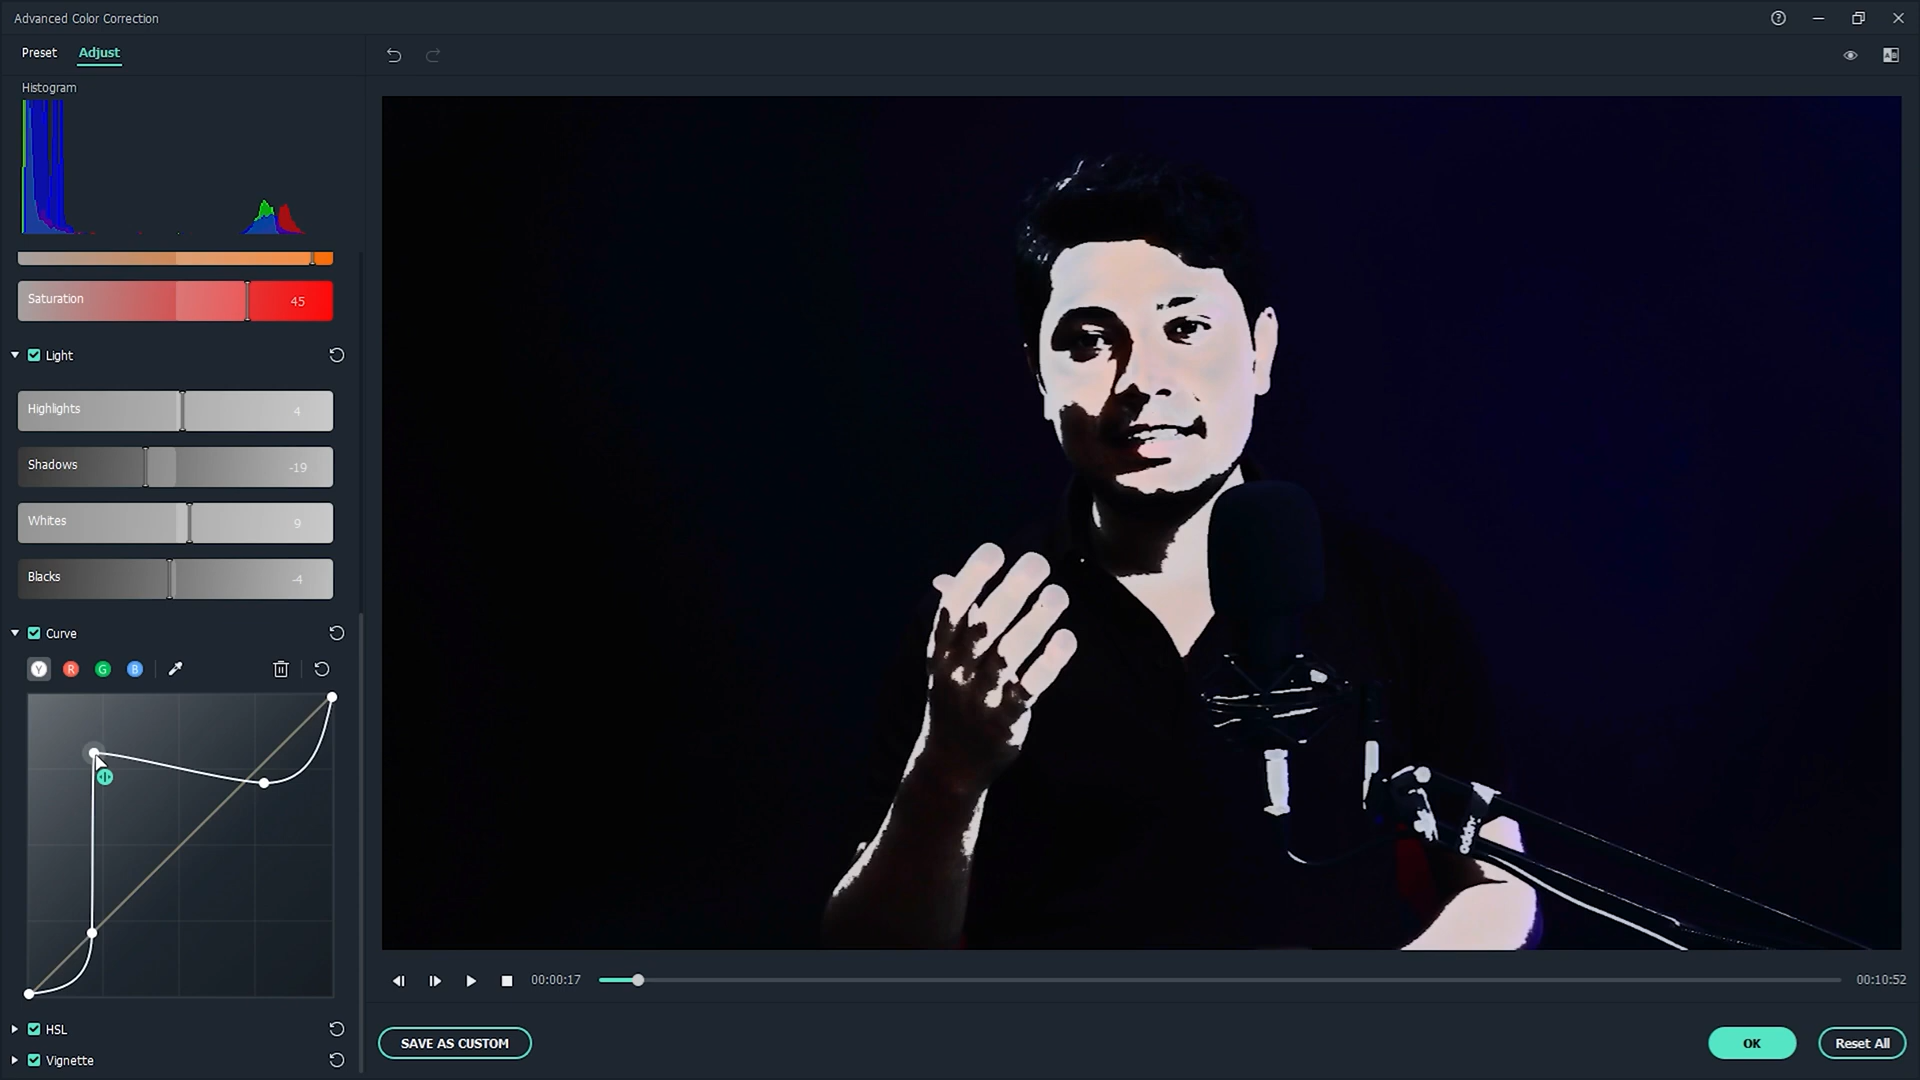 Advanced Color Correction
Preset
Adjust
Histogram
Saturation
45
Light
Highlights
4
Shadows
-19
Whites
9
Blacks
-4
Curve
Y
R
G
B
HSL
Vignette
00:00:17
00:10:52
SAVE AS CUSTOM
OK
Reset All